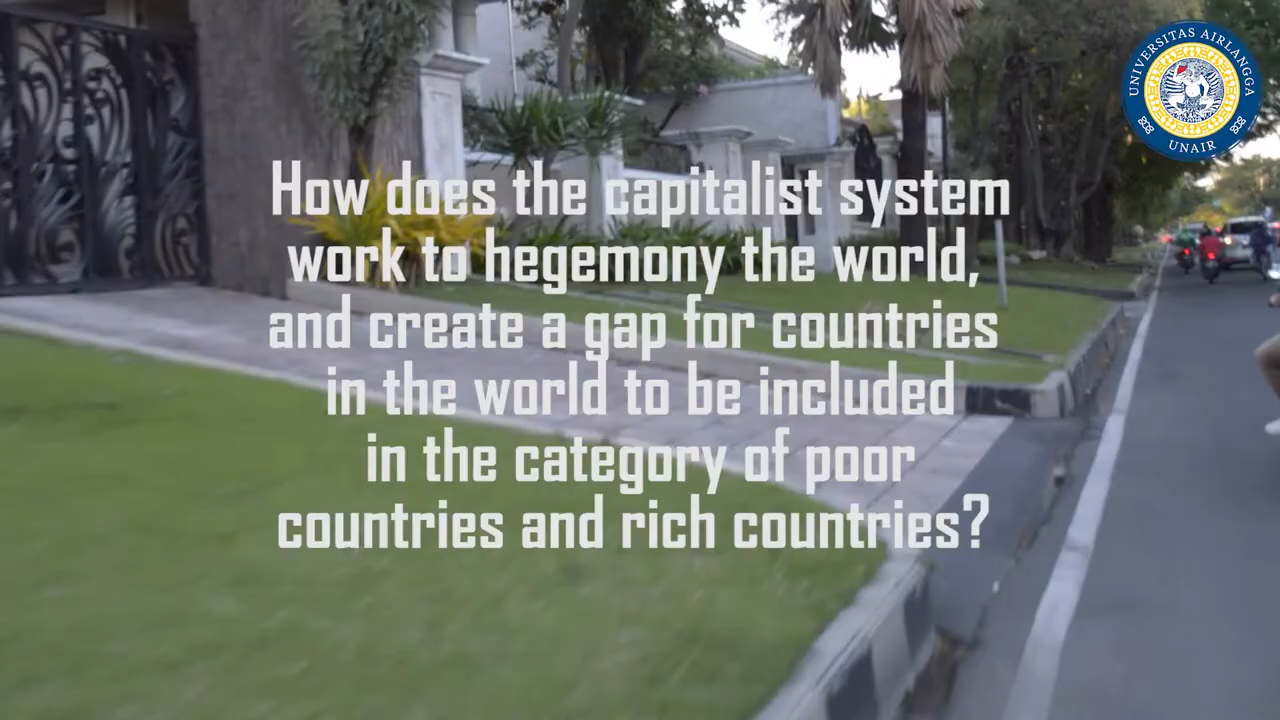 UNIVERSITAS AIRLANGGA
UNAIR
How does the capitalist system
work to hegemony the world,
and create a gap for countries
in the world to be included
in the category of poor
countries and rich countries?